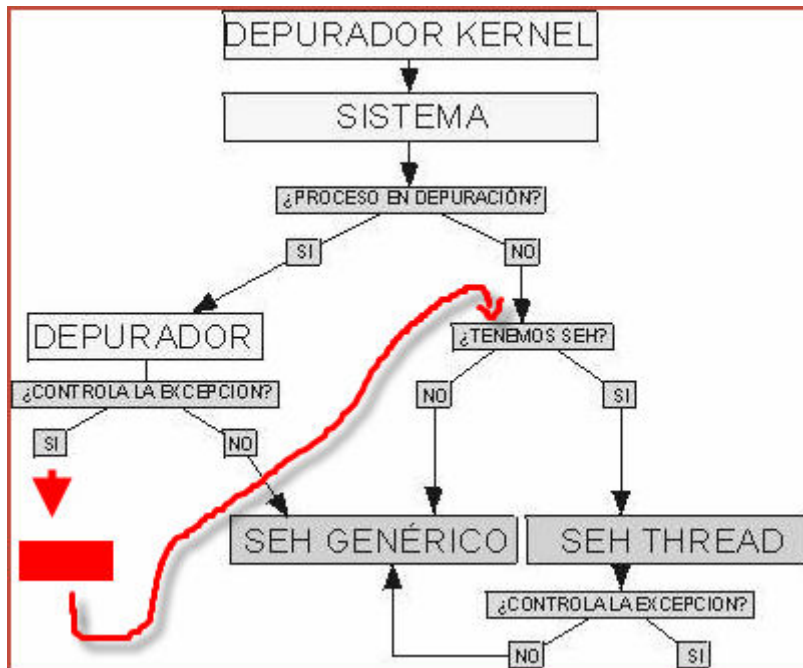 DEPURADOR KERNEL
SISTEMA
¿PROCESO EN DEPURACIÓN?
SI
NO
DEPURADOR
¿TENEMOS SEH?
¿CONTROLA LA EXCEPCION?
NO
SI
SI
NO
SEH GENÉRICO
SEH THREAD
¿CONTROLA LA EXCEPCION?
NO
SI